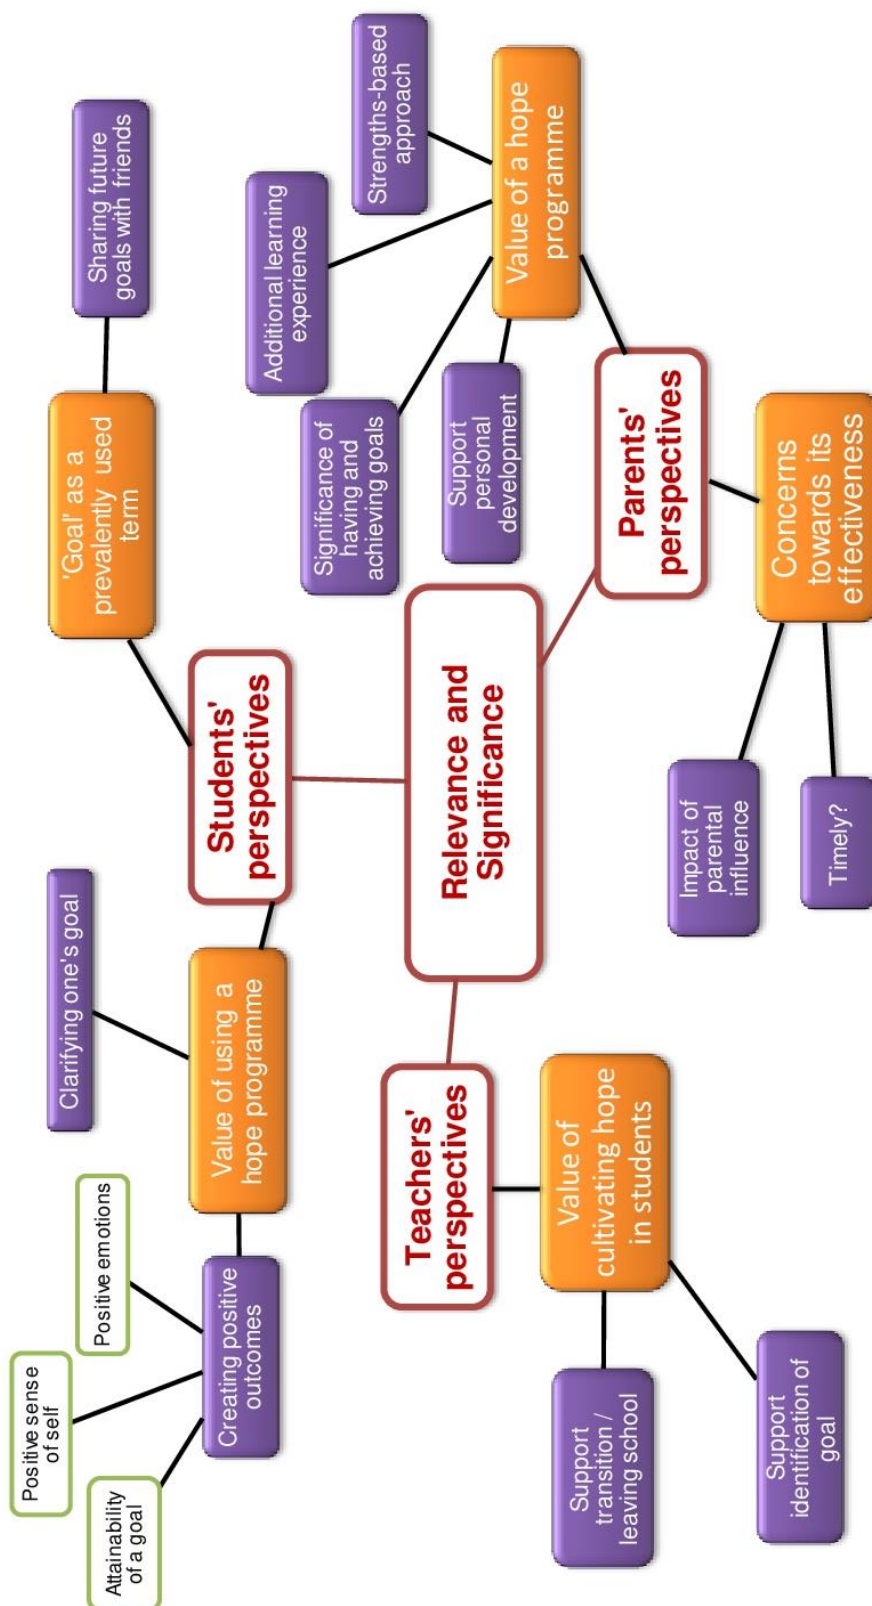 Positive sense
of self
Attainability
of a goal
Positive emotions
Creating positive
outcomes
Clarifying one's goal
Value of using a
hope programme
Students'
perspectives
'Goal' as a
prevalently used
term
Sharing future
goals with friends
Relevance and
Significance
Teachers'
perspectives
Value of
cultivating hope
in students
Support
transition /
leaving school
Support
identification of
goal
Parents'
perspectives
Value of a hope
programme
Significance of
having and
achieving goals
Additional learning
experience
Strengths-based
approach
Support
personal
development
Concerns
towards its
effectiveness
Impact of
parental
influence
Timely?